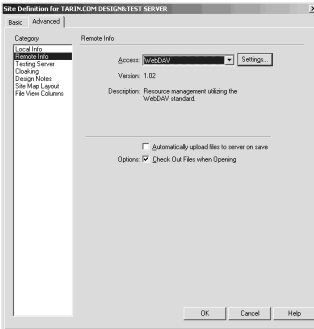 Site Definition for TARIN.COM DESIGN&TEST SERVER
Basic Advanced
Category
Local Info
Remote Info
Testing Server
Cloaking
Design Notes
Site Map Layout
File View Columns
Remote Info
Access: WebDAV Settings...
Version: 1.02
Description: Resource management utilizing the
WebDAV standard.
Automatically upload files to server on save
Options: Check Out Files when Opening
OK Cancel Help